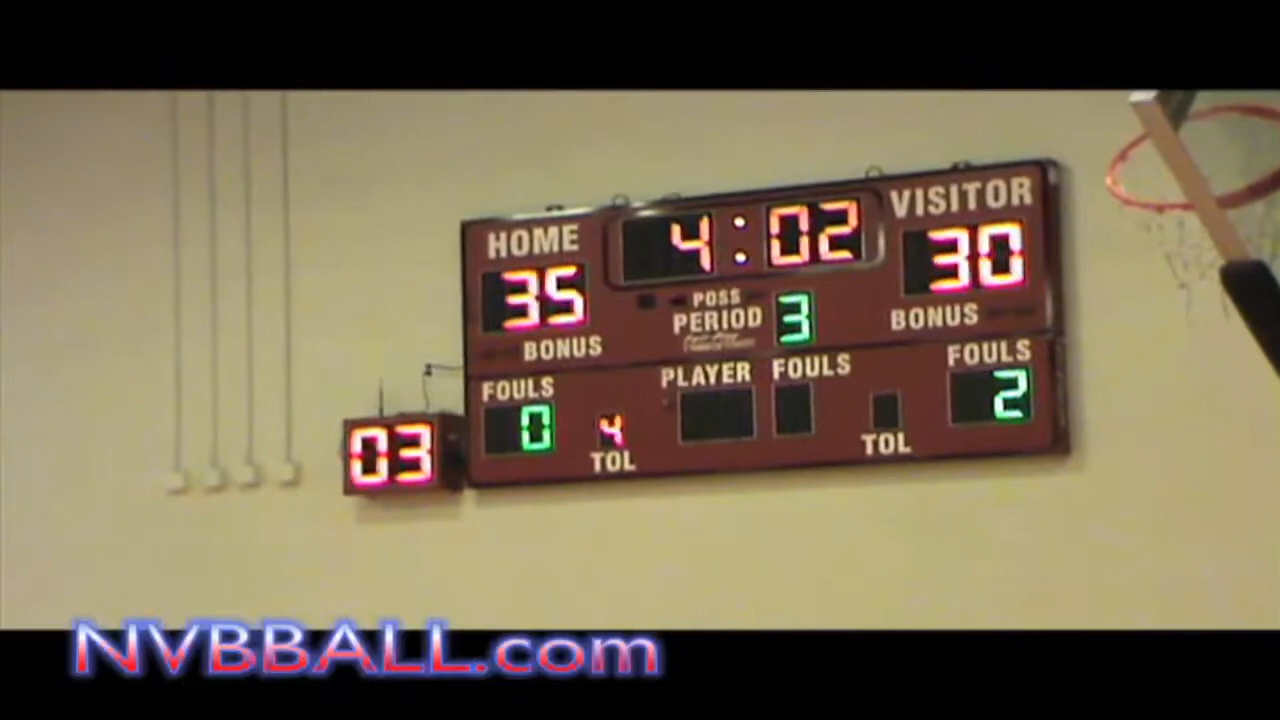 HOME 4:02 VISITOR
35 30
POSS
PERIOD 3
BONUS BONUS
FOULS PLAYER FOULS FOULS
0 4 2
TOL TOL
03
NVBBALL.com